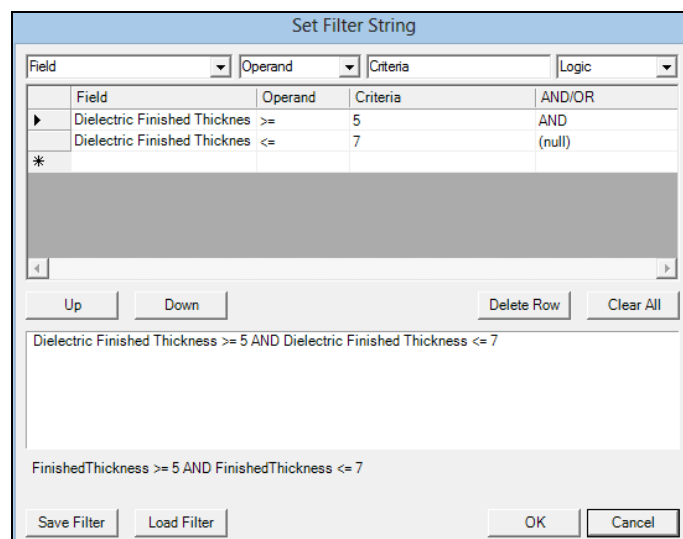 Set Filter String
Field Operand Criteria Logic
Field Operand Criteria AND/OR
Dielectric Finished Thicknes >= 5 AND
Dielectric Finished Thicknes <= 7 (null)
Up Down Delete Row Clear All
Dielectric Finished Thickness >= 5 AND Dielectric Finished Thickness <= 7
FinishedThickness >= 5 AND FinishedThickness <= 7
Save Filter Load Filter OK Cancel